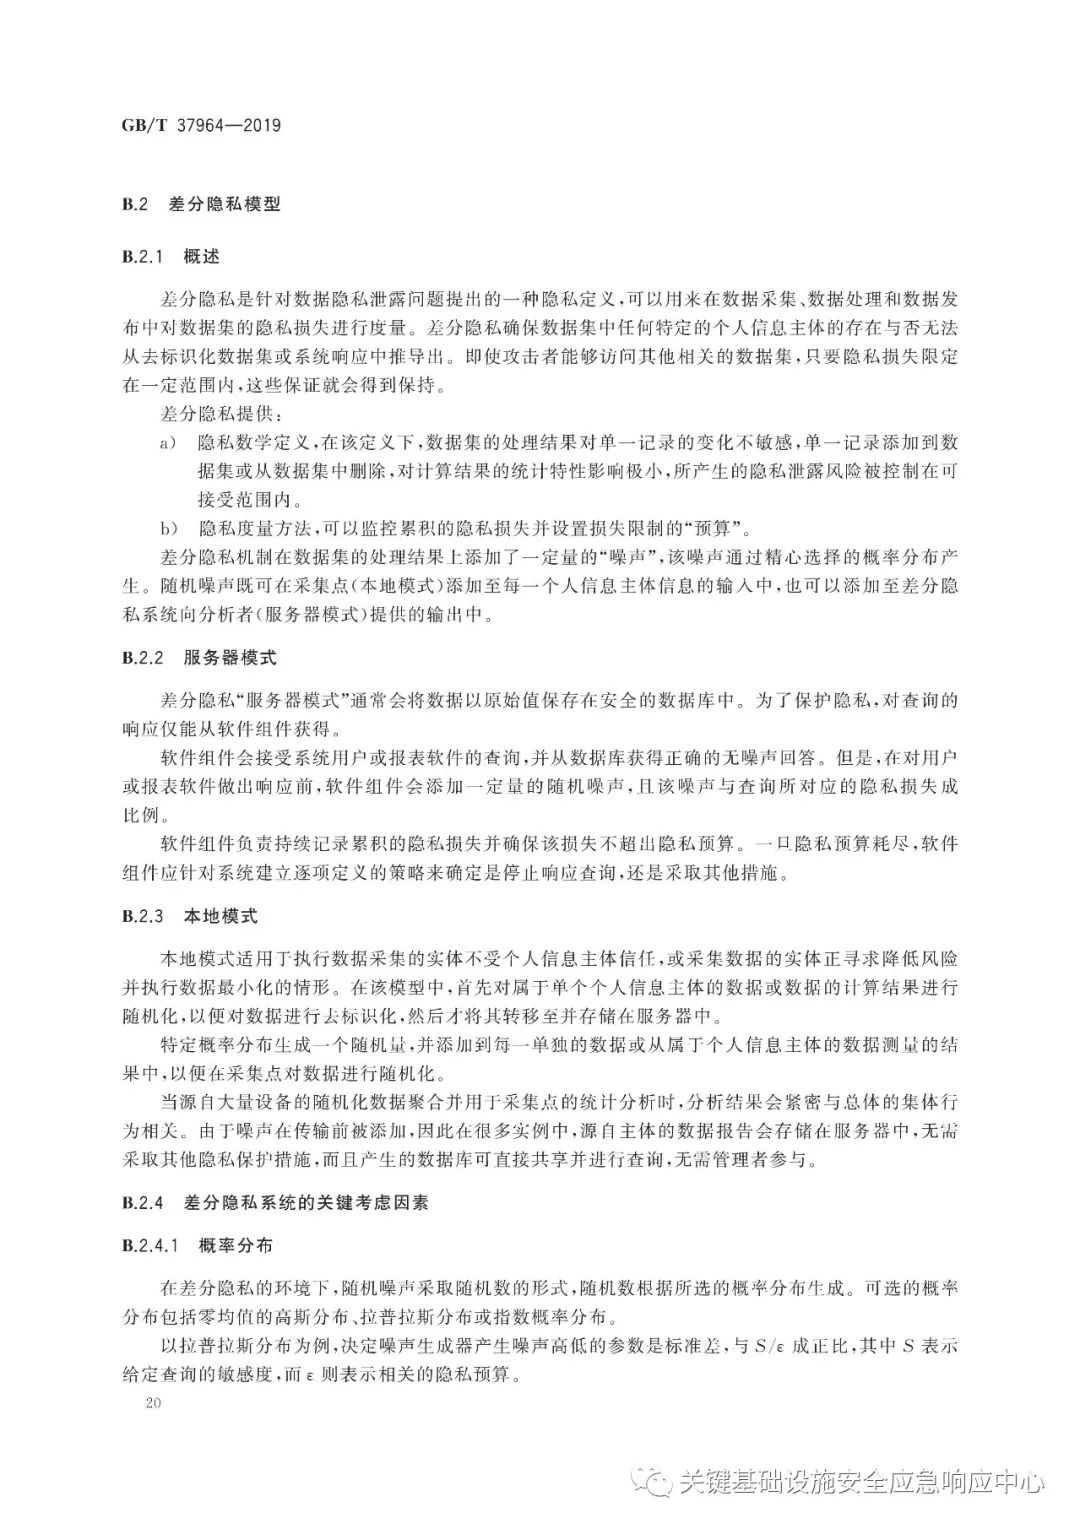 GB/T 37964—2019
B.2 差分隐私模型
B.2.1 概述
差分隐私是针对数据隐私泄露问题提出的一种隐私定义,可以用来在数据采集、数据处理和数据发
布中对数据集的隐私损失进行度量。差分隐私确保数据集中任何特定的个人信息主体的存在与否无法
从去标识化数据集或系统响应中推导出。即使攻击者能够访问其他相关的数据集,只要隐私损失限定
在一定范围内,这些保证就会得到保持。
差分隐私提供:
a) 隐私数学定义,在该定义下,数据集的处理结果对单一记录的变化不敏感,单一记录添加到数
据集或从数据集中删除,对计算结果的统计特性影响极小,所产生的隐私泄露风险被控制在可
接受范围内。
b) 隐私度量方法,可以监控累积的隐私损失并设置损失限制的“预算”。
差分隐私机制在数据集的处理结果上添加了一定量的“噪声”,该噪声通过精心选择的概率分布产
生。随机噪声既可在采集点(本地模式)添加至每一个人信息主体信息的输入中,也可以添加至差分隐
私系统向分析者(服务器模式)提供的输出中。
B.2.2 服务器模式
差分隐私“服务器模式”通常会将数据以原始值保存在安全的数据库中。为了保护隐私,对查询的
响应仅能从软件组件获得。
软件组件会接受系统用户或报表软件的查询,并从数据库获得正确的无噪声回答。但是,在对用户
或报表软件做出响应前,软件组件会添加一定量的随机噪声,且该噪声与查询所对应的隐私损失成
比例。
软件组件负责持续记录累积的隐私损失并确保该损失不超出隐私预算。一旦隐私预算耗尽,软件
组件应针对系统建立逐项定义的策略来确定是停止响应查询,还是采取其他措施。
B.2.3 本地模式
本地模式适用于执行数据采集的实体不受个人信息主体信任,或采集数据的实体正寻求降低风险
并执行数据最小化的情形。在该模型中,首先对属于单个个人信息主体的数据或数据的计算结果进行
随机化,以便对数据进行去标识化,然后才将其转移至并存储在服务器中。
特定概率分布生成一个随机量,并添加到每一单独的数据或从属于个人信息主体的数据测量的结
果中,以便在采集点对数据进行随机化。
当源自大量设备的随机化数据聚合并用于采集点的统计分析时,分析结果会紧密与总体的集体行
为相关。由于噪声在传输前被添加,因此在很多实例中,源自主体的数据报告会存储在服务器中,无需
采取其他隐私保护措施,而且产生的数据库可直接共享并进行查询,无需管理者参与。
B.2.4 差分隐私系统的关键考虑因素
B.2.4.1 概率分布
在差分隐私的环境下,随机噪声采取随机数的形式,随机数根据所选的概率分布生成。可选的概率
分布包括零均值的高斯分布、拉普拉斯分布或指数概率分布。
以拉普拉斯分布为例,决定噪声生成器产生噪声高低的参数是标准差,与 S/ε 成正比,其中 S 表示
给定查询的敏感度,而 ε 则表示相关的隐私预算。
20
关键基础设施安全应急响应中心